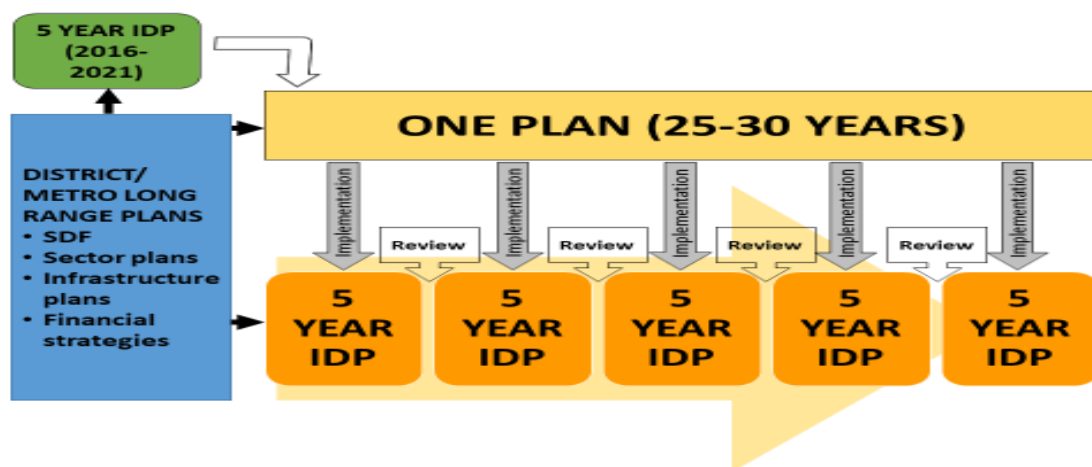 5 YEAR IDP
(2016-
2021)
ONE PLAN (25-30 YEARS)
DISTRICT/
METRO LONG
RANGE PLANS
• SDF
• Sector plans
• Infrastructure
plans
• Financial
strategies
Implementation
Implementation
Implementation
Implementation
Implementation
Review
Review
Review
Review
5
YEAR
IDP
5
YEAR
IDP
5
YEAR
IDP
5
YEAR
IDP
5
YEAR
IDP